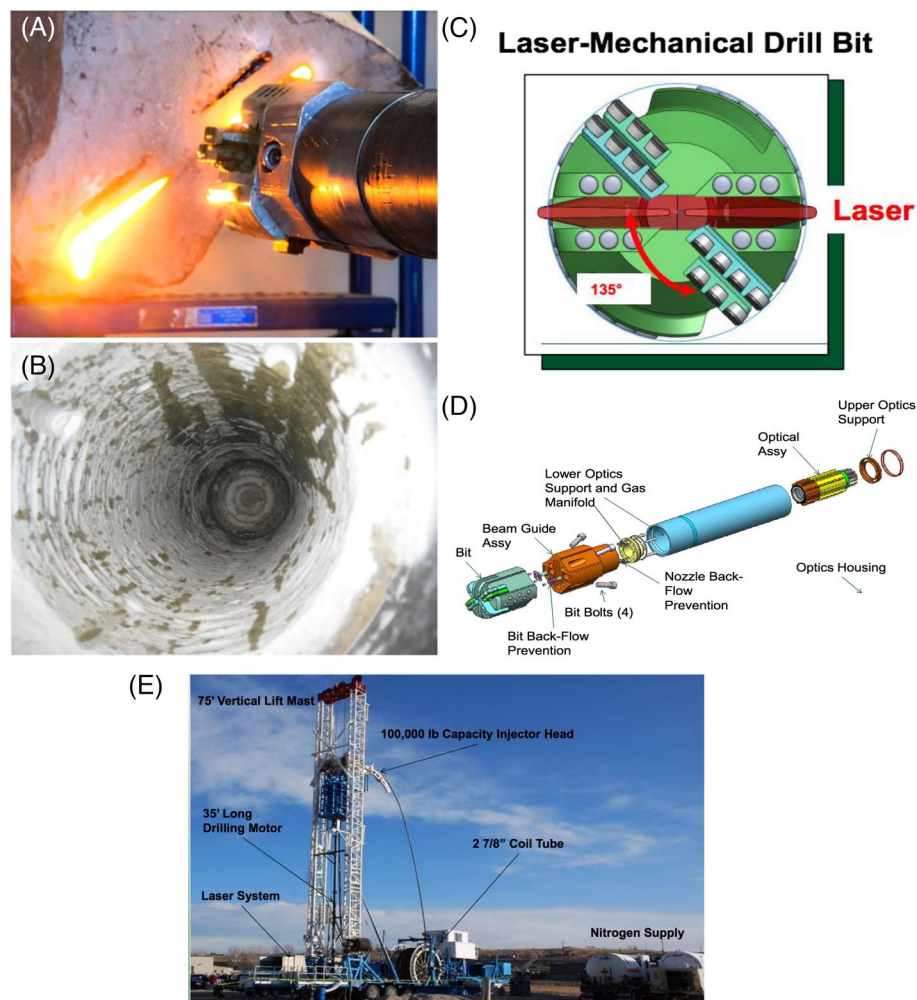 (A)
(B)
(C)
Laser-Mechanical Drill Bit
Laser
135°
(D)
Upper Optics
Support
Optical
Assy
Lower Optics
Support and Gas
Manifold
Beam Guide
Assy
Bit
Optics Housing
Nozzle Back-
Flow
Prevention
Bit Bolts (4)
Bit Back-Flow
Prevention
(E)
75' Vertical Lift Mast
100,000 lb Capacity Injector Head
35' Long
Drilling Motor
2 7/8" Coil Tube
Laser System
Nitrogen Supply